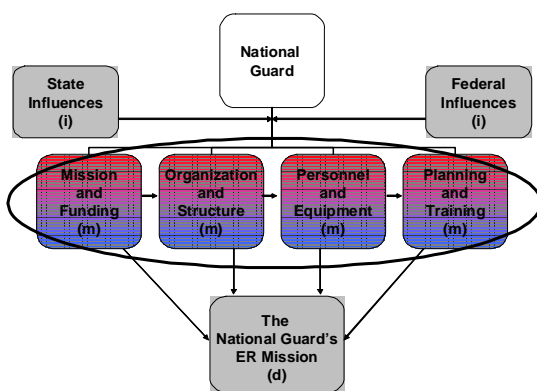 National
Guard
State
Influences
(i)
Federal
Influences
(i)
Mission
and
Funding
(m)
Organization
and
Structure
(m)
Personnel
and
Equipment
(m)
Planning
and
Training
(m)
The
National Guard's
ER Mission
(d)